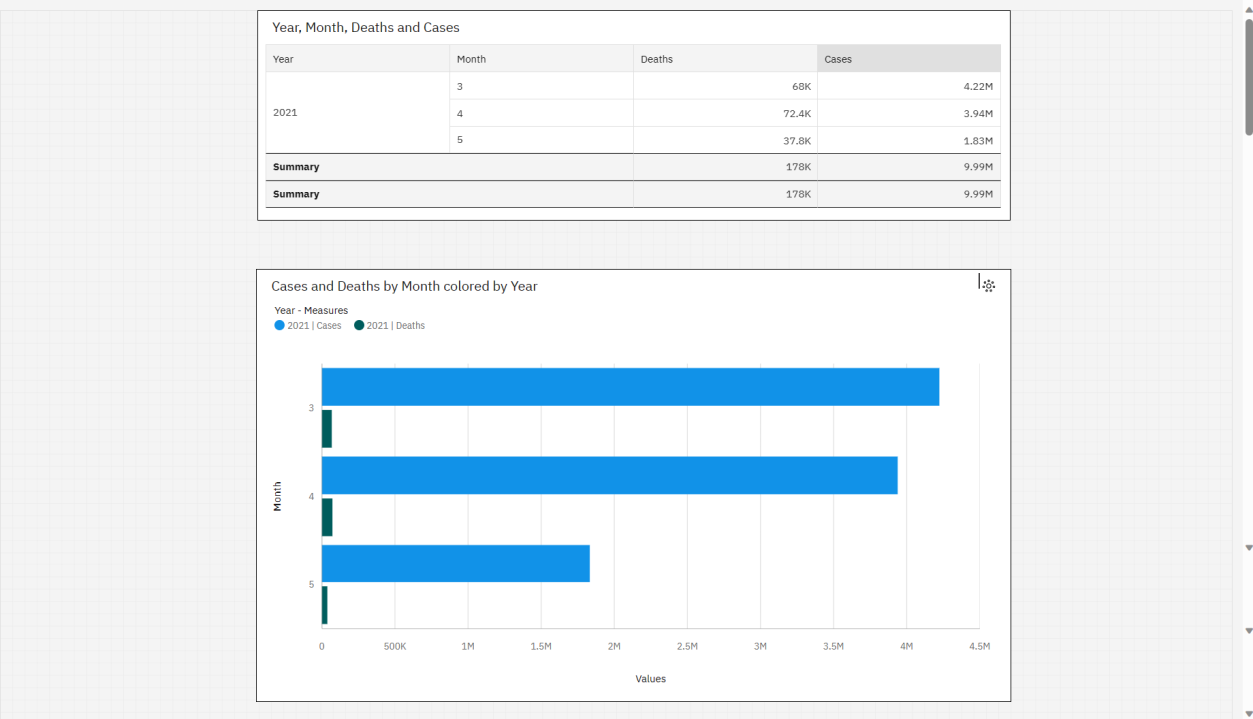 Year, Month, Deaths and Cases
Year Month Deaths Cases
2021
3 68K 4.22M
4 72.4K 3.94M
5 37.8K 1.83M
Summary 178K 9.99M
Summary 178K 9.99M
Cases and Deaths by Month colored by Year
Year - Measures
2021 | Cases 2021 | Deaths
3
4
5
Month
0 500K 1M 1.5M 2M 2.5M 3M 3.5M 4M 4.5M
Values